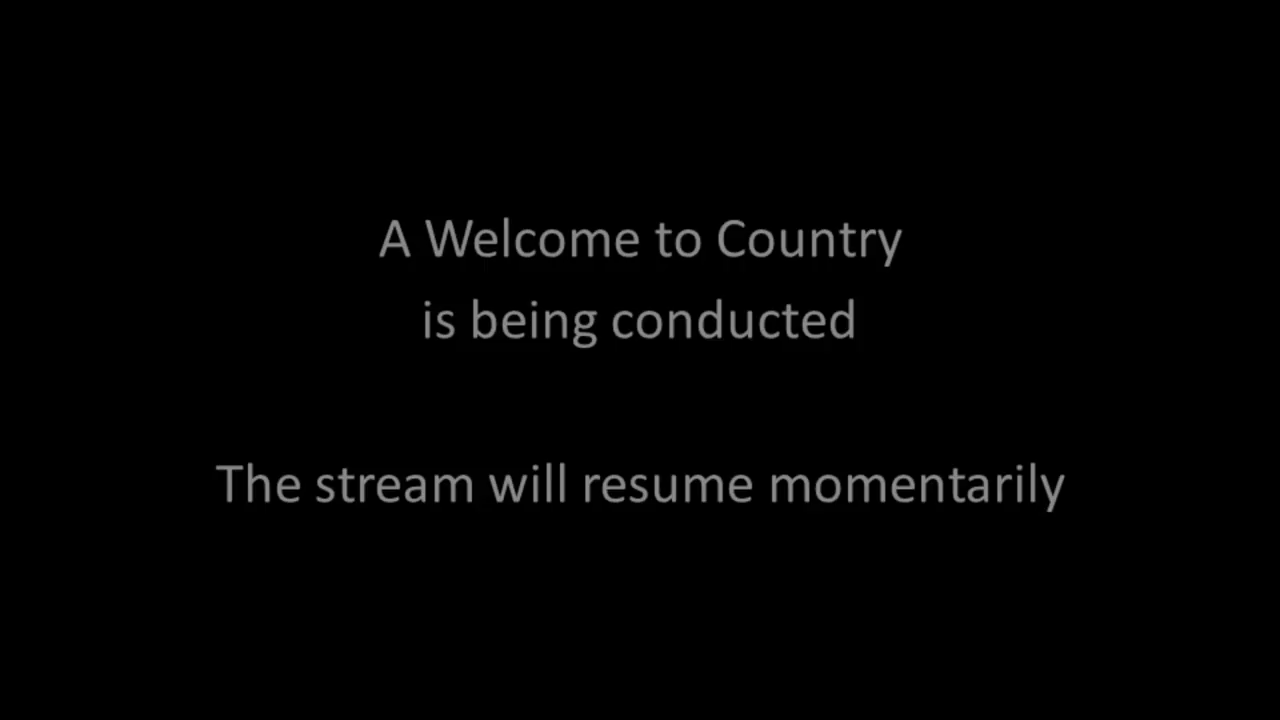 A Welcome to Country
is being conducted
The stream will resume momentarily